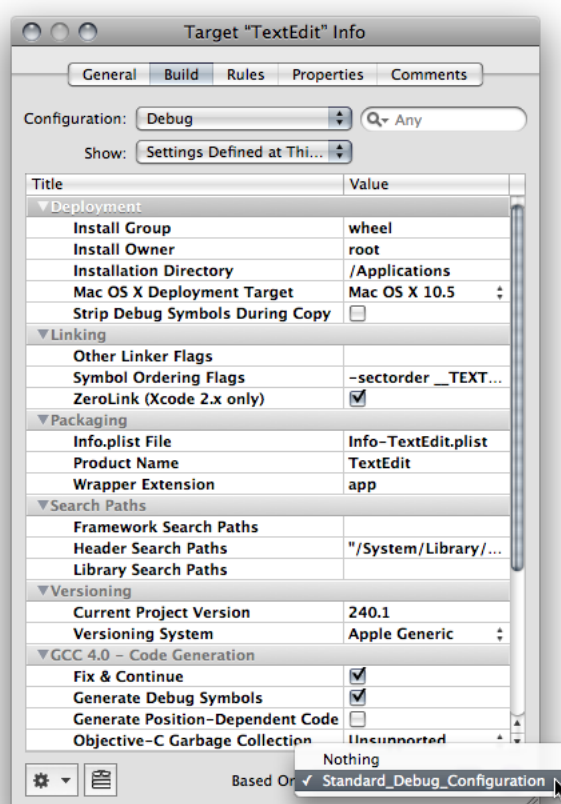 Target “TextEdit” Info
General Build Rules Properties Comments
Configuration: Debug Any
Show: Settings Defined at Thi...
Title Value
Deployment
Install Group wheel
Install Owner root
Installation Directory /Applications
Mac OS X Deployment Target Mac OS X 10.5
Strip Debug Symbols During Copy
Linking
Other Linker Flags
Symbol Ordering Flags -sectorder __TEXT...
ZeroLink (Xcode 2.x only)
Packaging
Info.plist File Info-TextEdit.plist
Product Name TextEdit
Wrapper Extension app
Search Paths
Framework Search Paths
Header Search Paths "/System/Library/...
Library Search Paths
Versioning
Current Project Version 240.1
Versioning System Apple Generic
GCC 4.0 - Code Generation
Fix & Continue
Generate Debug Symbols
Generate Position-Dependent Code
Objective-C Garbage Collection Unsupported
Nothing
Based On ✓ Standard_Debug_Configuration